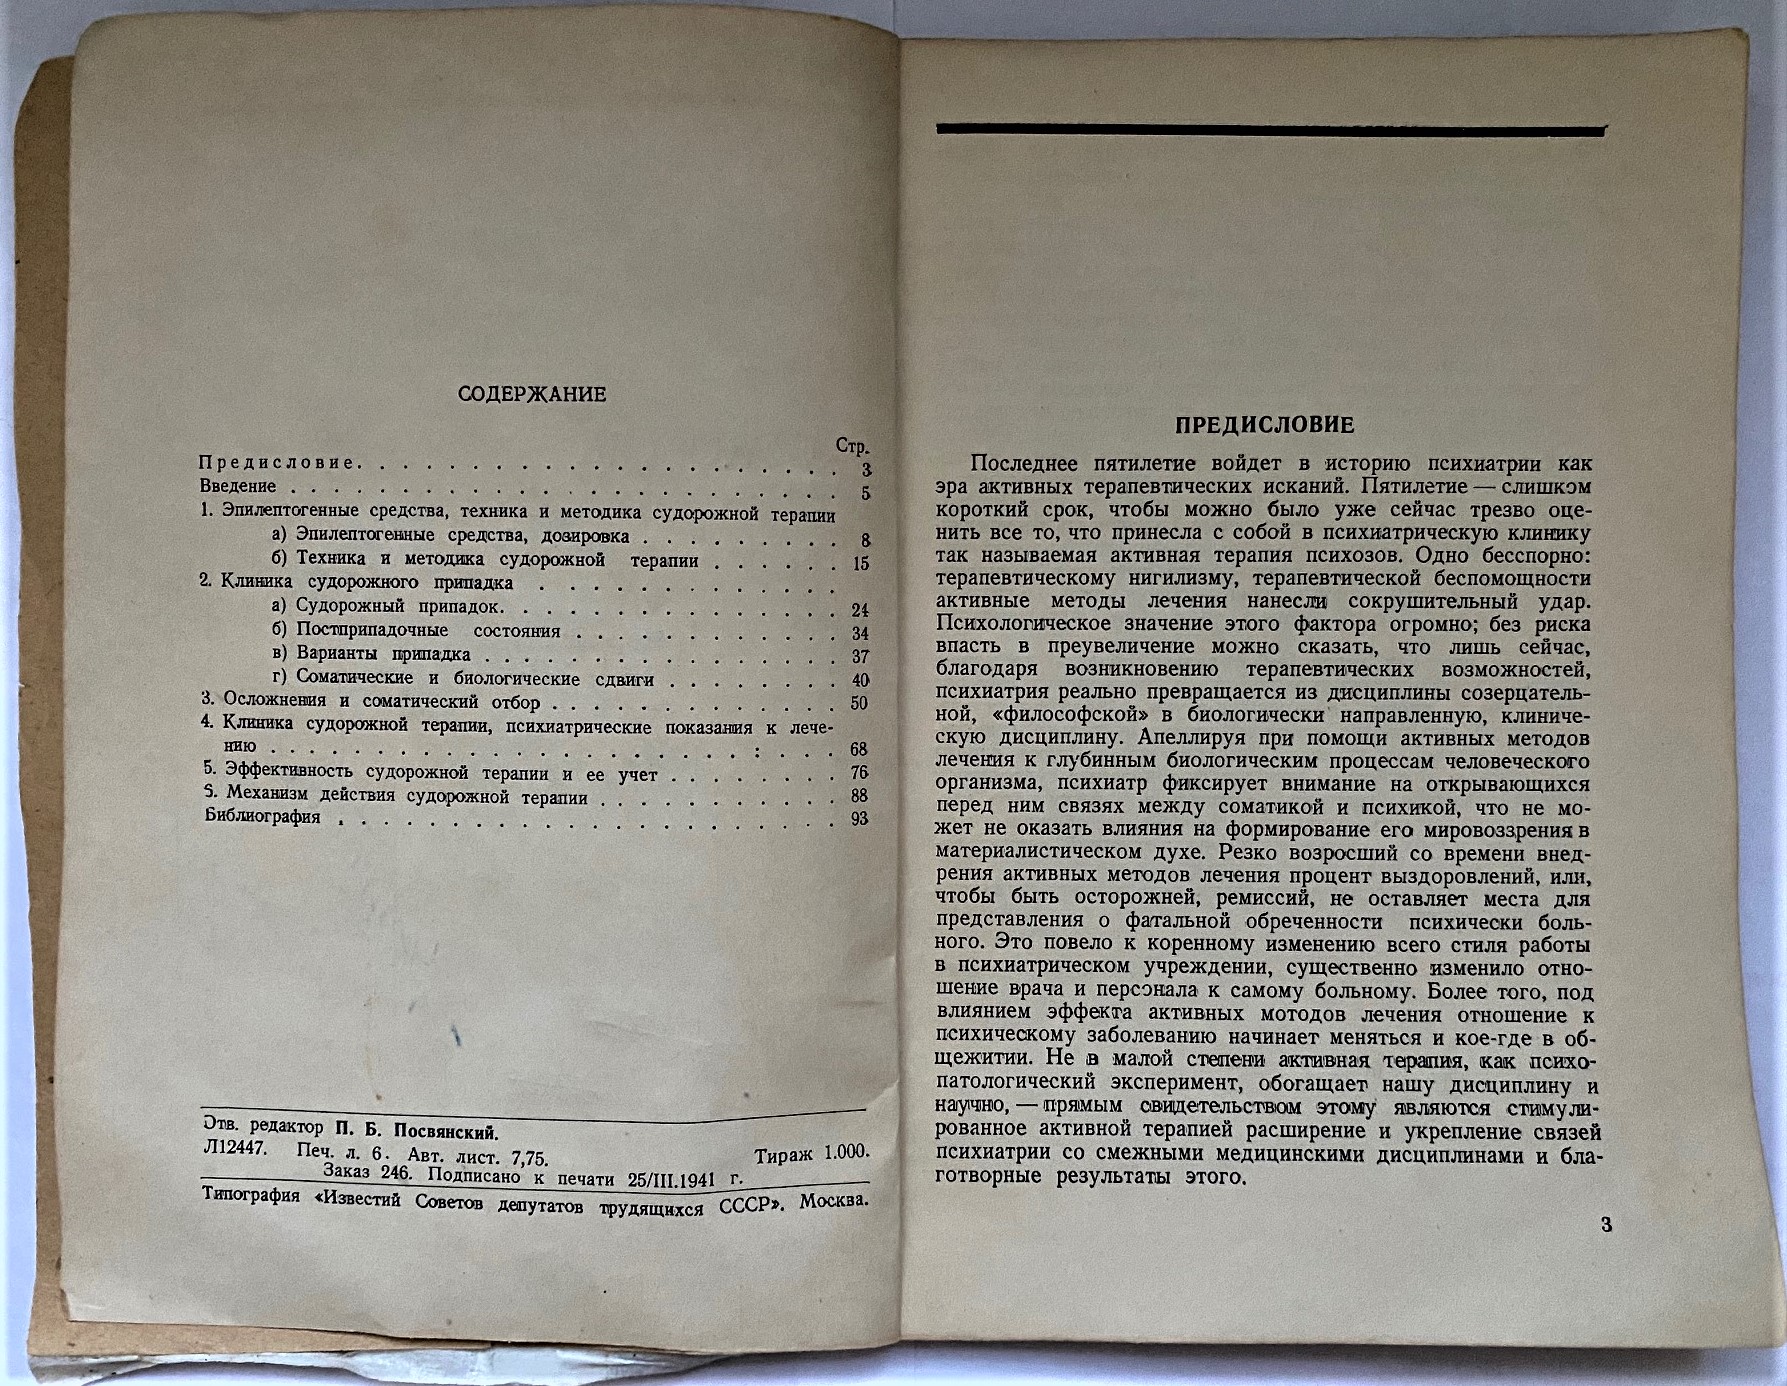 СОДЕРЖАНИЕ
Стр.
Предисловие. . . . . . . . . . . . . . . . . . . . . 3
Введение . . . . . . . . . . . . . . . . . . . . . . 5
1. Эпилептогенные средства, техника и методика судорожной терапии
а) Эпилептогенные средства, дозировка . . . . . . . . . 8
б) Техника и методика судорожной терапии . . . . . . 15
2. Клиника судорожного припадка . . . . . . . . . . .
а) Судорожный припадок. . . . . . . . . . . . . . . 24
б) Постприпадочные состояния . . . . . . . . . . . . 34
в) Варианты припадка . . . . . . . . . . . . . . . . 37
г) Соматические и биологические сдвиги . . . . . . . . 40
3. Осложнения и соматический отбор . . . . . . . . . . . . . 50
4. Клиника судорожной терапии, психиатрические показания к лече-
нию . . . . . . . . . . . . . . . . . . : . . . 68
5. Эффективность судорожной терапии и ее учет . . . . . . . . 76
6. Механизм действия судорожной терапии . . . . . . . . . . . 88
Библиография . . . . . . . . . . . . . . . . . . . 93
Отв. редактор П. Б. Посвянский.
Л12447. Печ. л. 6. Авт. лист. 7,75. Тираж 1.000.
Заказ 246. Подписано к печати 25/III.1941 г.
Типография «Известий Советов депутатов трудящихся СССР». Москва.
ПРЕДИСЛОВИЕ
Последнее пятилетие войдет в историю психиатрии как
эра активных терапевтических исканий. Пятилетие — слишком
короткий срок, чтобы можно было уже сейчас трезво оце-
нить все то, что принесла с собой в психиатрическую клинику
так называемая активная терапия психозов. Одно бесспорно:
терапевтическому нигилизму, терапевтической беспомощности
активные методы лечения нанесли сокрушительный удар.
Психологическое значение этого фактора огромно; без риска
впасть в преувеличение можно сказать, что лишь сейчас,
благодаря возникновению терапевтических возможностей,
психиатрия реально превращается из дисциплины созерцатель-
ной, «философской» в биологически направленную, клиниче-
скую дисциплину. Апеллируя при помощи активных методов
лечения к глубинным биологическим процессам человеческого
организма, психиатр фиксирует внимание на открывающихся
перед ним связях между соматикой и психикой, что не мо-
жет не оказать влияния на формирование его мировоззрения в
материалистическом духе. Резко возросший со времени внед-
рения активных методов лечения процент выздоровлений, или,
чтобы быть осторожней, ремиссий, не оставляет места для
представления о фатальной обреченности психически боль-
ного. Это повело к коренному изменению всего стиля работы
в психиатрическом учреждении, существенно изменило отно-
шение врача и персонала к самому больному. Более того, под
влиянием эффекта активных мотодов лечения отношение к
психическому заболеванию начинает меняться и кое-где в об-
щежитии. Не в малой степени активная терапия, как психо-
патологический эксперимент, обогащает нашу дисциплину и
научно, — прямым свидетельством этому являются стимули-
рованное активной терапией расширение и укрепление связей
психиатрии со смежными медицинскими дисциплинами и бла-
готворные результаты этого.
3